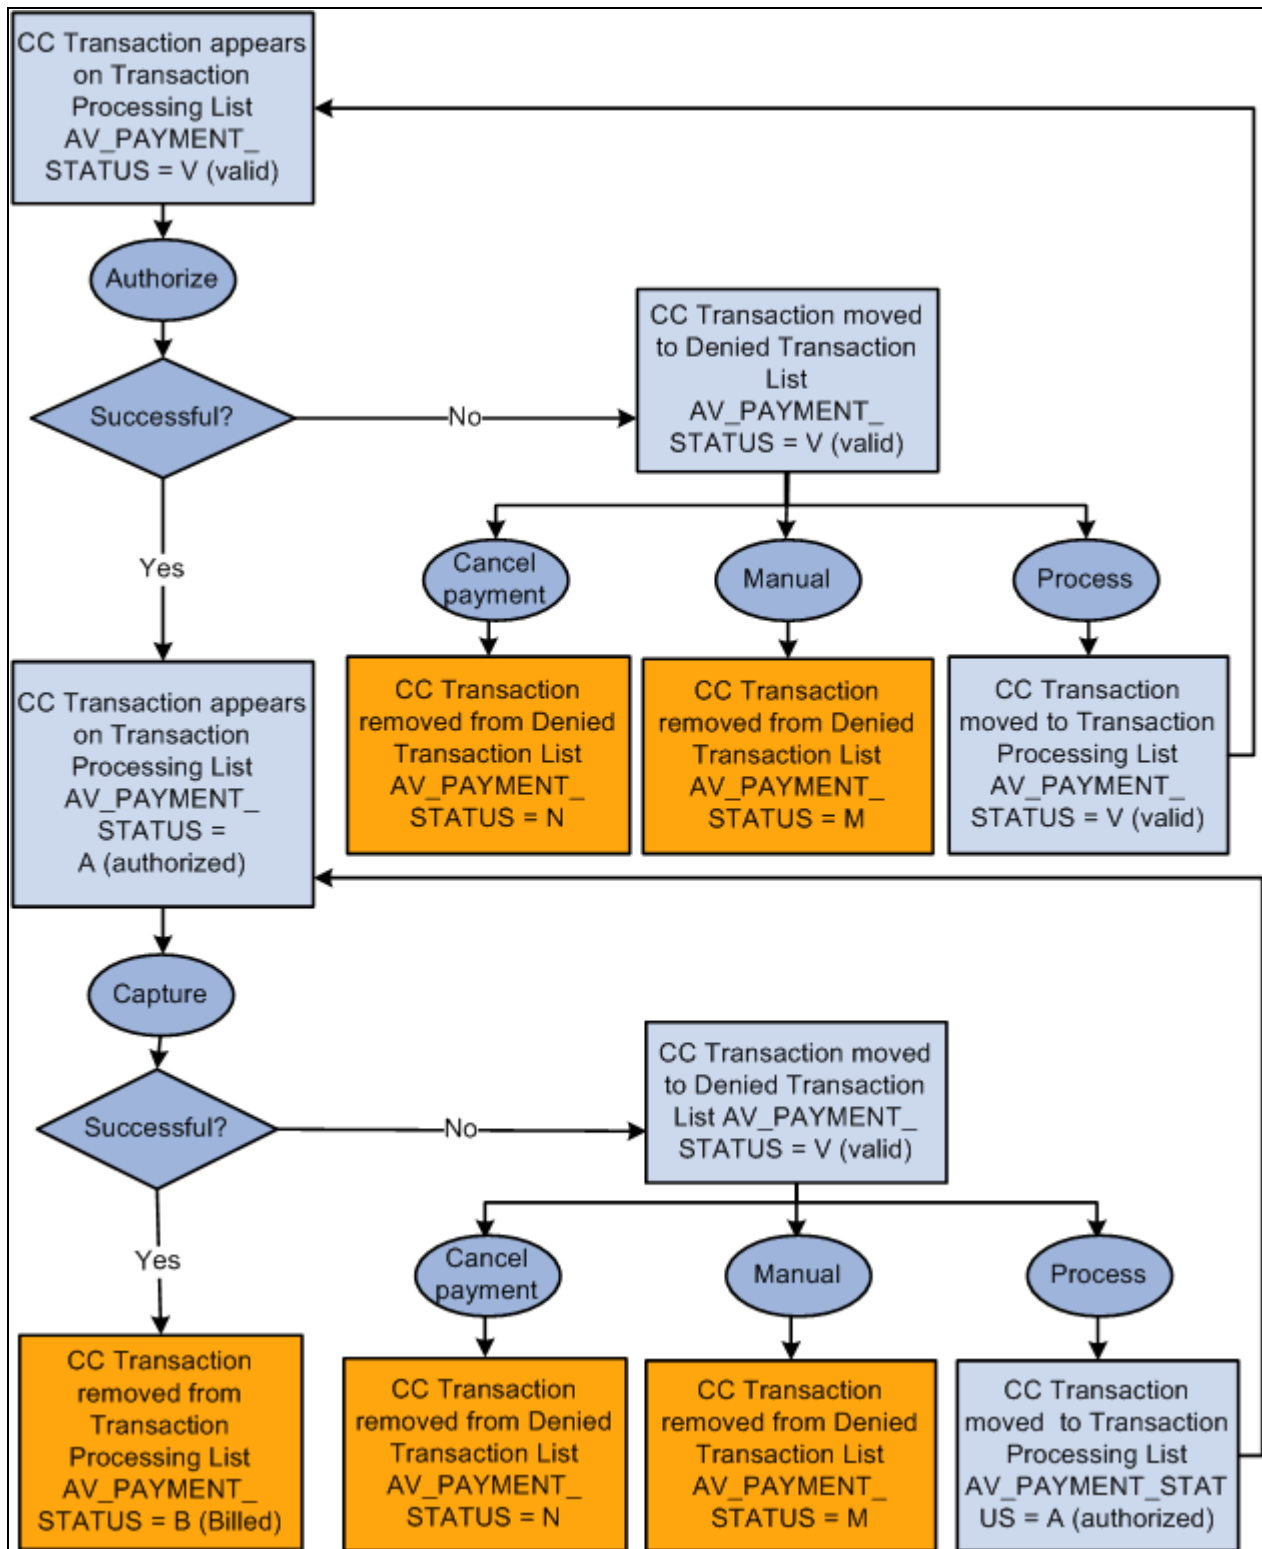 CC Transaction appears
on Transaction
Processing List
AV_PAYMENT_
STATUS = V (valid)
Authorize
Successful?
No
CC Transaction moved
to Denied Transaction
List
AV_PAYMENT_
STATUS = V (valid)
Yes
Cancel
payment
Manual
Process
CC Transaction appears
on Transaction
Processing List
AV_PAYMENT_
STATUS =
A (authorized)
CC Transaction
removed from Denied
Transaction List
AV_PAYMENT_
STATUS = N
CC Transaction
removed from Denied
Transaction List
AV_PAYMENT_
STATUS = M
CC Transaction
moved to Transaction
Processing List
AV_PAYMENT_
STATUS = V (valid)
Capture
Successful?
No
CC Transaction moved
to Denied Transaction
List AV_PAYMENT_
STATUS = V (valid)
Yes
Cancel
payment
Manual
Process
CC Transaction
removed from
Transaction
Processing List
AV_PAYMENT_
STATUS = B (Billed)
CC Transaction
removed from Denied
Transaction List
AV_PAYMENT_
STATUS = N
CC Transaction
removed from Denied
Transaction List
AV_PAYMENT_
STATUS = M
CC Transaction
moved to Transaction
Processing List
AV_PAYMENT_STAT
US = A (authorized)